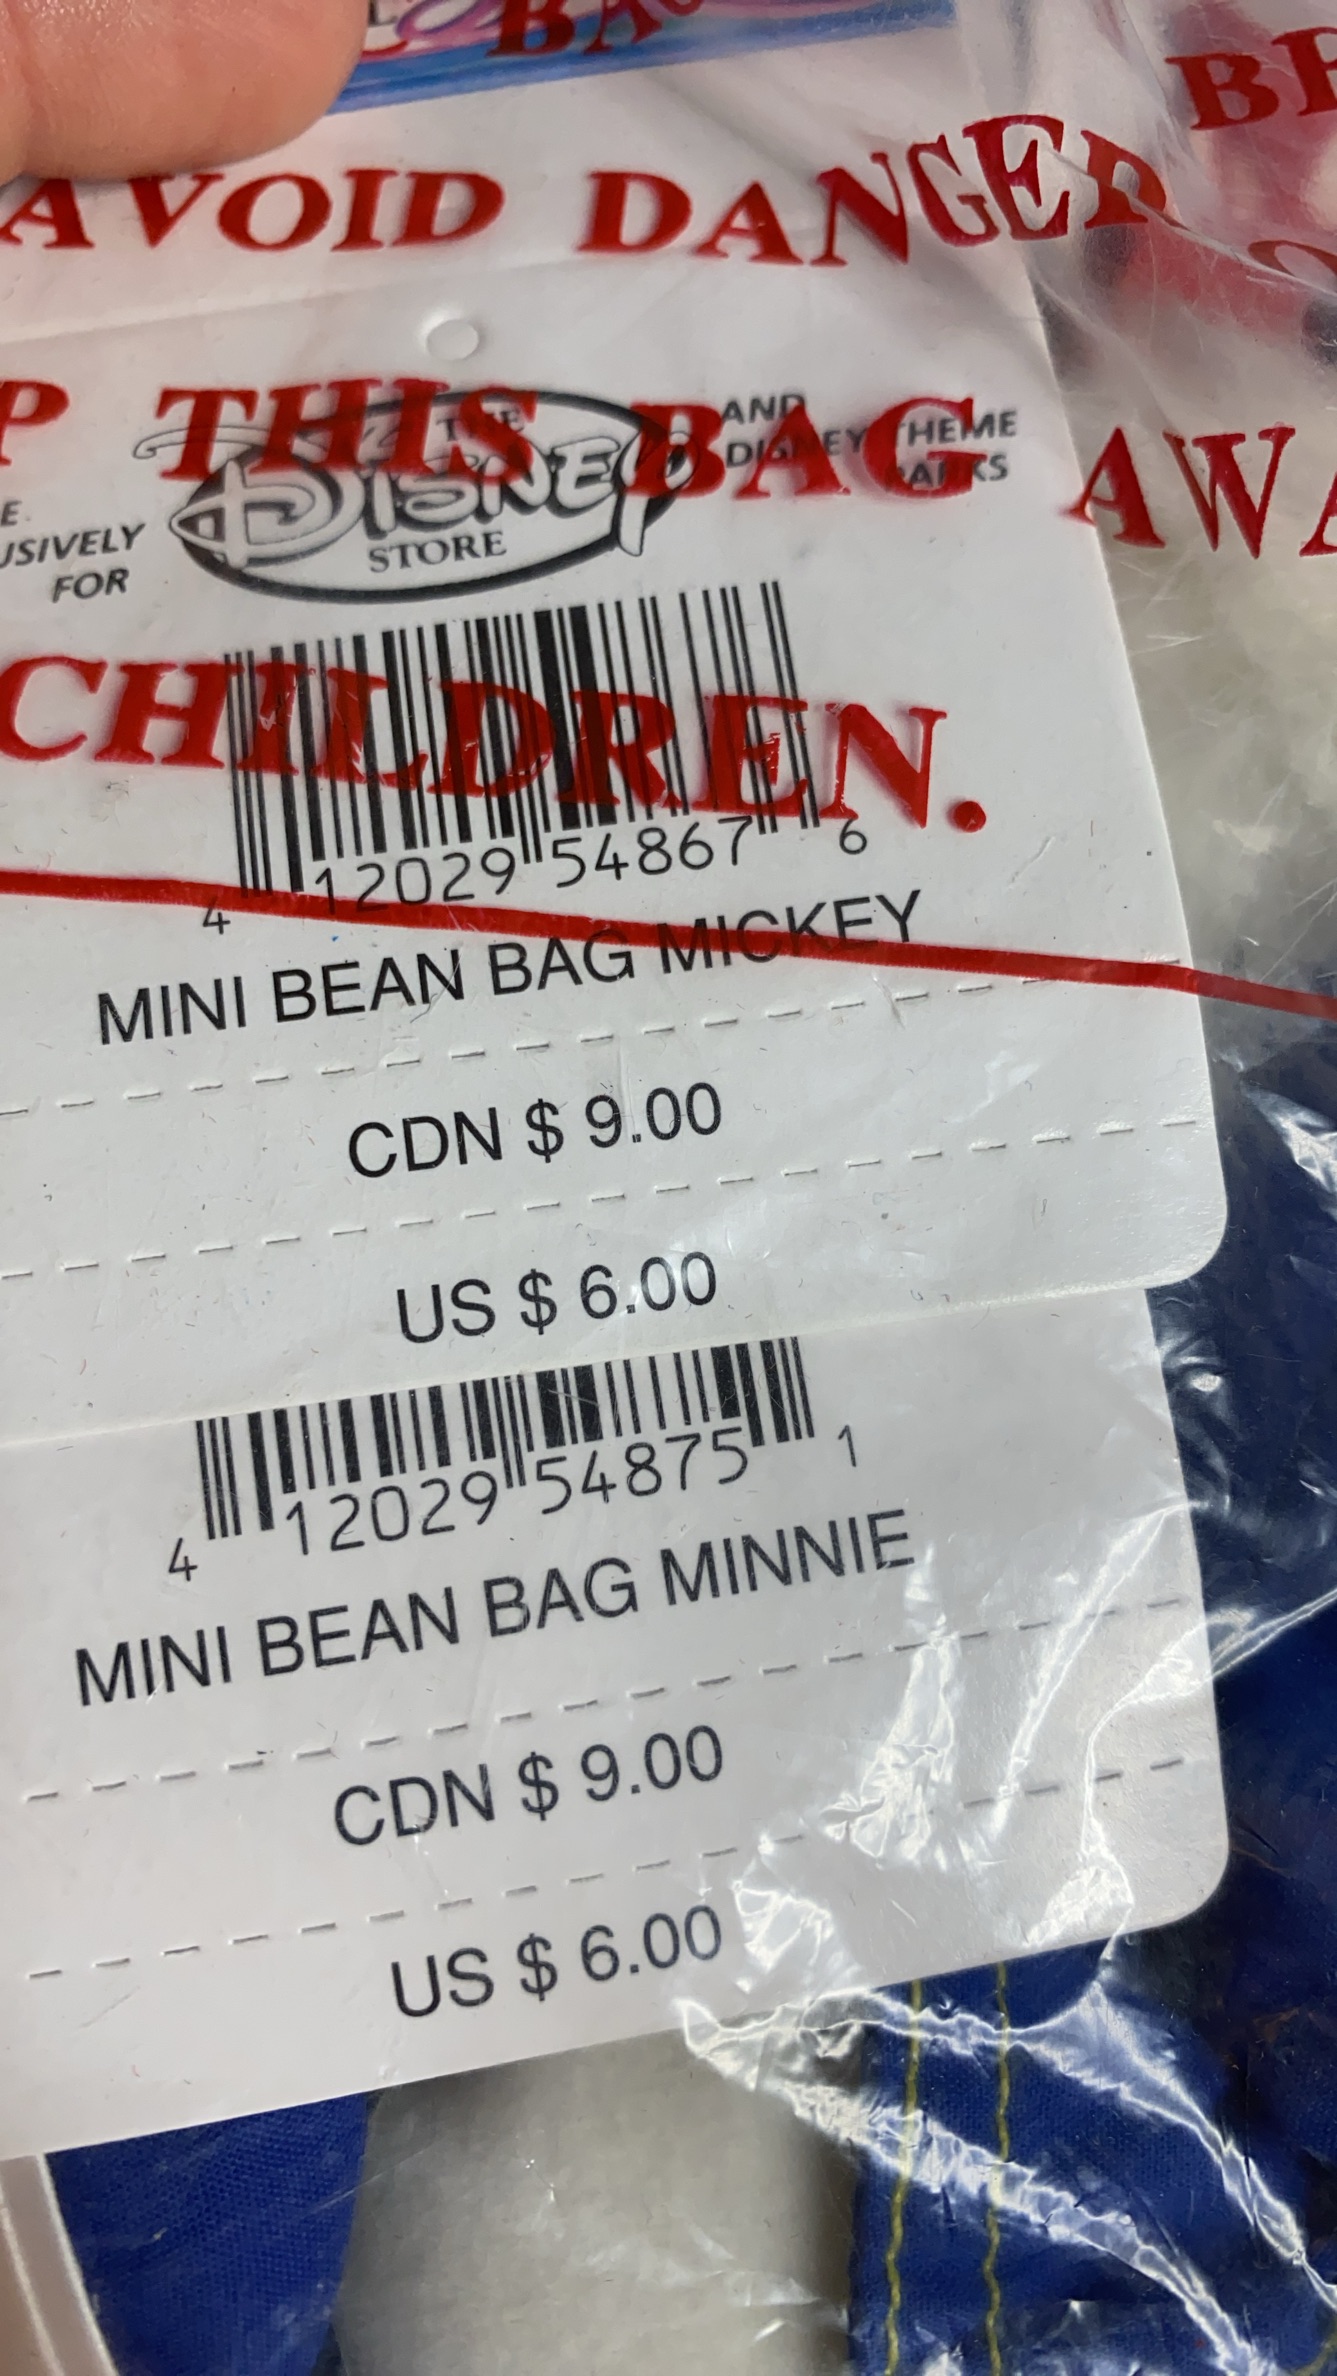 BAG
BE
AVOID DANGER
P THIS BAG AWA
CHILDREN.
E.
USIVELY
FOR
THE
DISNEY
STORE
AND
DISNEY THEME
PARKS
4 12029 54867 6
MINI BEAN BAG MICKEY
CDN $ 9.00
US $ 6.00
4 12029 54875 1
MINI BEAN BAG MINNIE
CDN $ 9.00
US $ 6.00